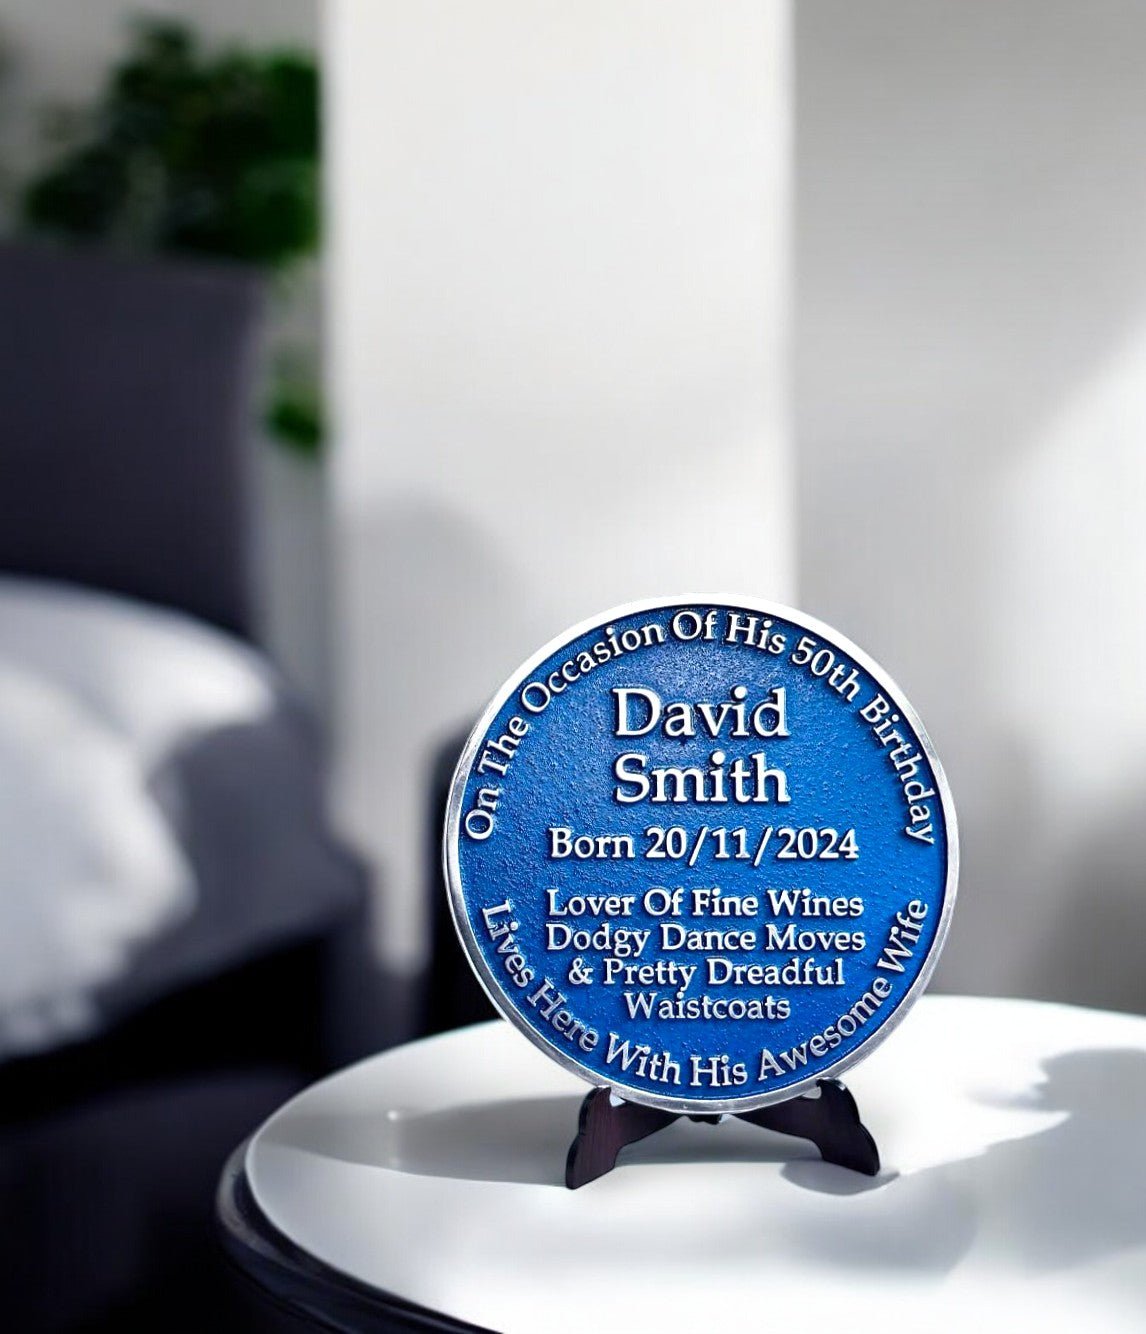 On The Occasion Of His 50th Birthday
David
Smith
Born 20/11/2024
Lover Of Fine Wines
Dodgy Dance Moves
& Pretty Dreadful
Waistcoats
Lives Here With His Awesome Wife